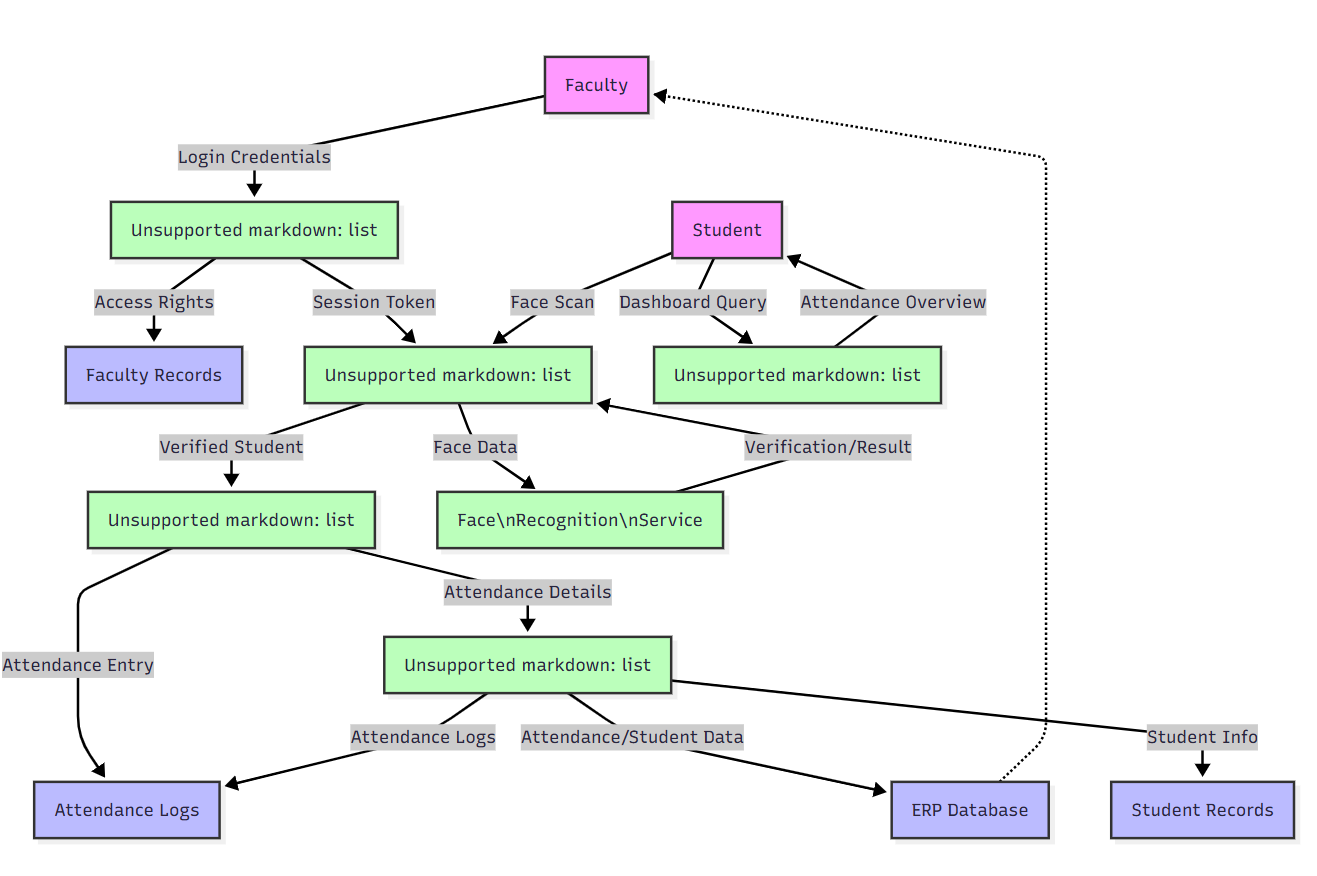 Faculty
Login Credentials
Unsupported markdown: list
Student
Access Rights
Session Token
Face Scan
Dashboard Query
Attendance Overview
Faculty Records
Unsupported markdown: list
Unsupported markdown: list
Verified Student
Face Data
Verification/Result
Unsupported markdown: list
Face\nRecognition\nService
Attendance Details
Attendance Entry
Unsupported markdown: list
Attendance Logs
Attendance/Student Data
Student Info
Attendance Logs
ERP Database
Student Records